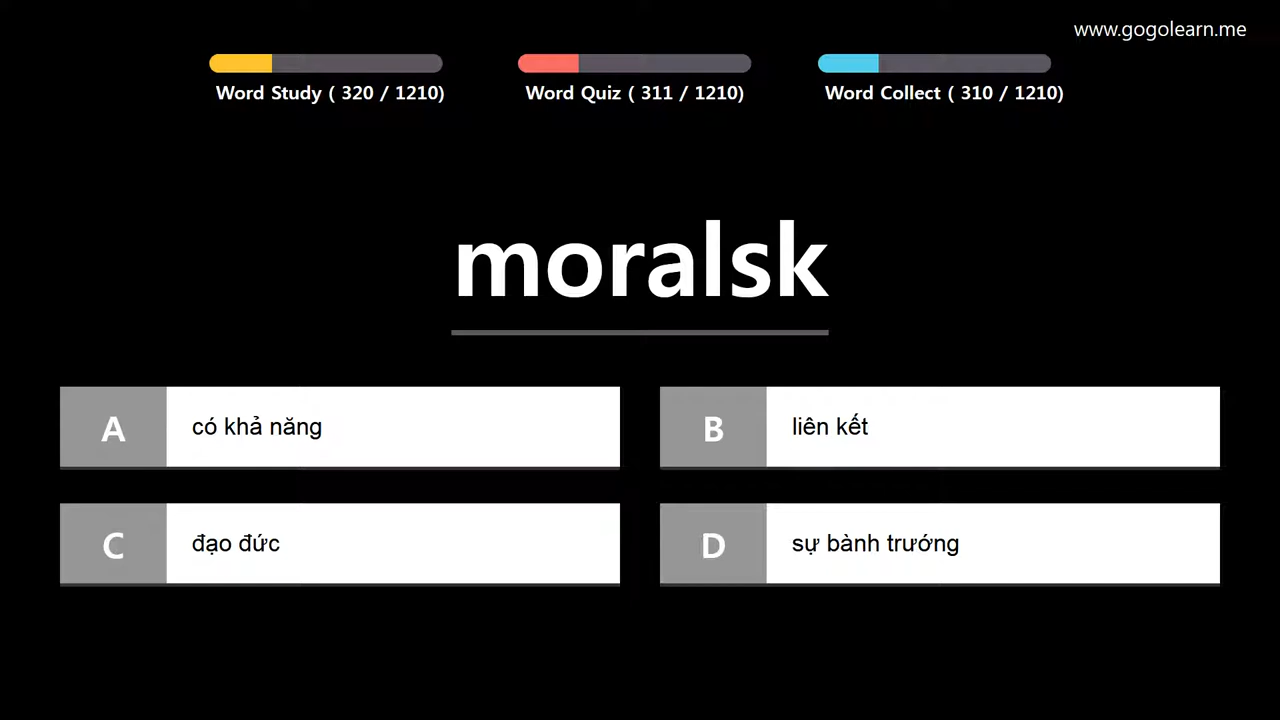 www.gogolearn.me
Word Study ( 320 / 1210)
Word Quiz ( 311 / 1210)
Word Collect ( 310 / 1210)
moralsk
A
có khả năng
B
liên kết
C
đạo đức
D
sự bành trướng